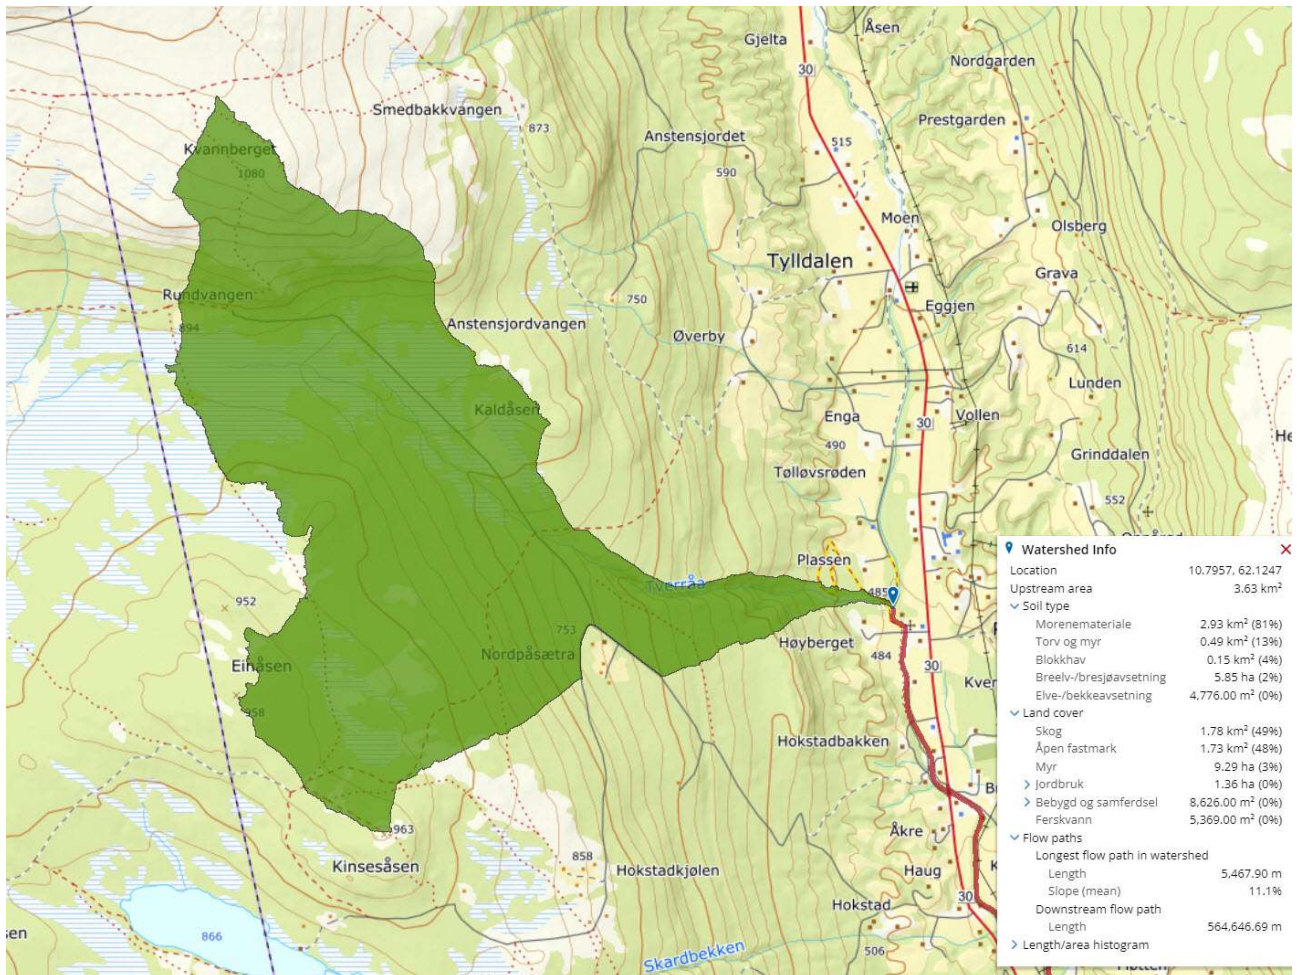 Gjelta
Åsen
30
Nordgarden
Smedbakkvangen
873
Prestgarden
Anstensjordet
515
Kvannberget
1080
590
Moen
Olsberg
Tylldalen
Grava
Rundvangen
750
Eggjen
894
Anstensjordvangen
Øverby
614
Lunden
Kaldåsen
Enga
30
Vollen
490
Grinddalen
Tølløvsrøden
552
Plassen
Tverråa
485
952
753
Høyberget
Nordpåsætra
484
30
Einåsen
958
Hokstadbakken
963
Åkre
Kinsesåsen
858
Hokstadkjølen
Haug
30
Hokstad
866
506
Skardbekken
Watershed Info
Location 10.7957, 62.1247
Upstream area 3.63 km²
Soil type
Morenemateriale 2.93 km² (81%)
Torv og myr 0.49 km² (13%)
Blokkhav 0.15 km² (4%)
Breelv-/bresjøavsetning 5.85 ha (2%)
Elve-/bekkeavsetning 4,776.00 m² (0%)
Land cover
Skog 1.78 km² (49%)
Åpen fastmark 1.73 km² (48%)
Myr 9.29 ha (3%)
Jordbruk 1.36 ha (0%)
Bebygd og samferdsel 8,626.00 m² (0%)
Ferskvann 5,369.00 m² (0%)
Flow paths
Longest flow path in watershed
Length 5,467.90 m
Slope (mean) 11.1%
Downstream flow path
Length 564,646.69 m
Length/area histogram